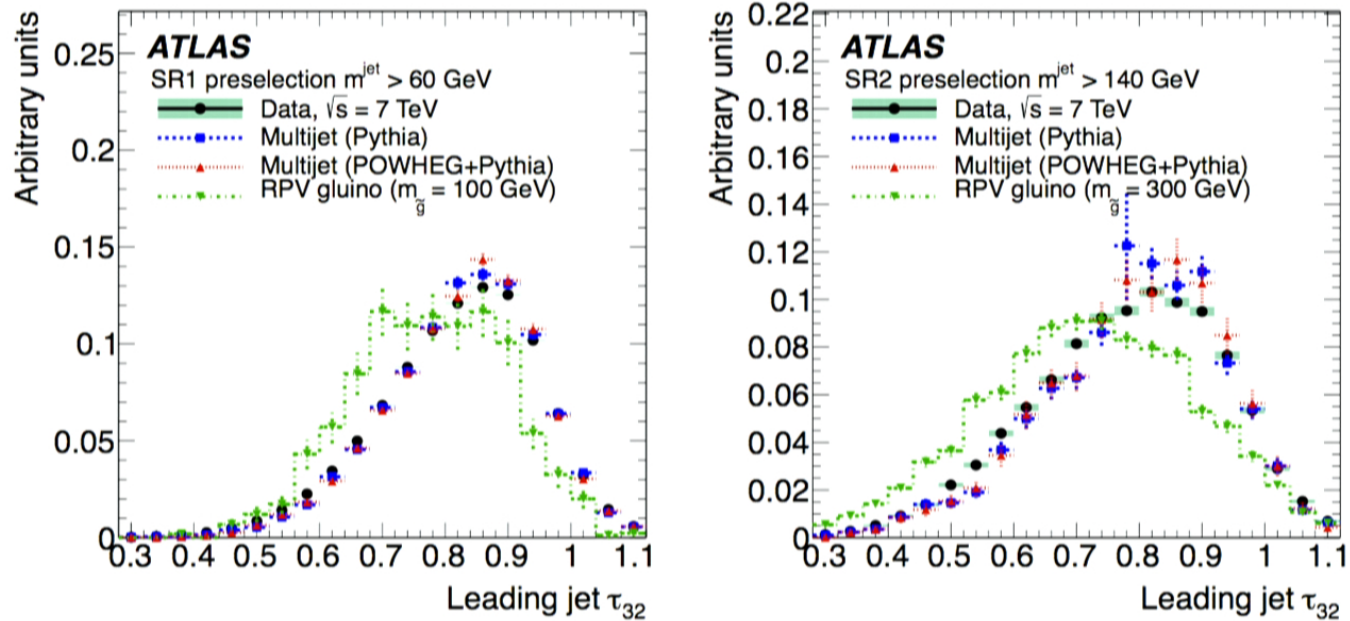 Arbitrary units
0.25
0.2
0.15
0.1
0.05
0
ATLAS
SR1 preselection m^jet > 60 GeV
Data, √s = 7 TeV
Multijet (Pythia)
Multijet (POWHEG+Pythia)
RPV gluino (m_g̃ = 100 GeV)
0.3 0.4 0.5 0.6 0.7 0.8 0.9 1 1.1
Leading jet τ_32
Arbitrary units
0.22
0.2
0.18
0.16
0.14
0.12
0.1
0.08
0.06
0.04
0.02
0
ATLAS
SR2 preselection m^jet > 140 GeV
Data, √s = 7 TeV
Multijet (Pythia)
Multijet (POWHEG+Pythia)
RPV gluino (m_g̃ = 300 GeV)
0.3 0.4 0.5 0.6 0.7 0.8 0.9 1 1.1
Leading jet τ_32